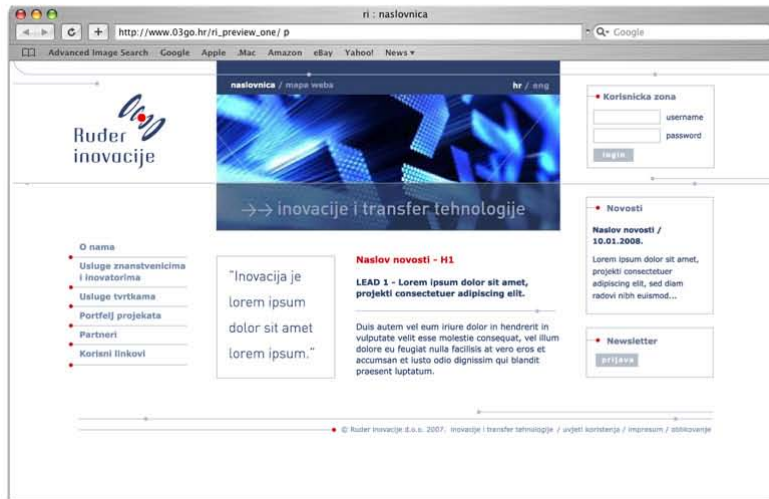 ri : naslovnica
http://www.03go.hr/ri_preview_one/ p
Google
Advanced Image Search Google Apple .Mac Amazon eBay Yahoo! News
naslovnica / mapa weba
hr / eng
Ruđer
inovacije
→→ inovacije i transfer tehnologije
Korisnicka zona
username
password
login
O nama
Usluge znanstvenicima
i inovatorima
Usluge tvrtkama
Portfelj projekata
Partneri
Korisni linkovi
"Inovacija je
lorem ipsum
dolor sit amet
lorem ipsum."
Naslov novosti - H1
LEAD 1 - Lorem ipsum dolor sit amet,
projekti consectetuer adipiscing elit.
Duis autem vel eum iriure dolor in hendrerit in
vulputate velit esse molestie consequat, vel illum
dolore eu feugiat nulla facilisis at vero eros et
accumsan et iusto odio dignissim qui blandit
praesent luptatum.
Novosti
Naslov novosti /
10.01.2008.
Lorem ipsum dolor sit amet,
projekti consectetuer
adipiscing elit, sed diam
radovi nibh euismod...
Newsletter
prijava
© Ruder inovacije d.o.o. 2007. inovacije i transfer tehnologije / uvjeti koristenja / impresum / oblikovanje